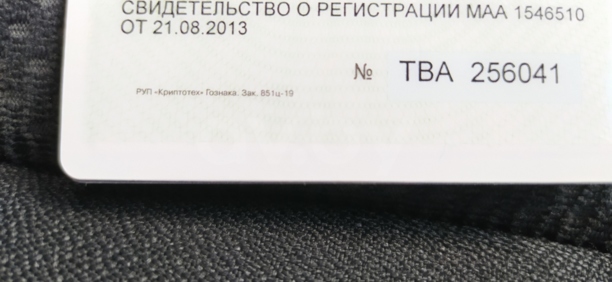 СВИДЕТЕЛЬСТВО О РЕГИСТРАЦИИ МАА 1546510
ОТ 21.08.2013
№ ТВА 256041
РУП «Криптотех» Гознака. Зак. 851ц-19